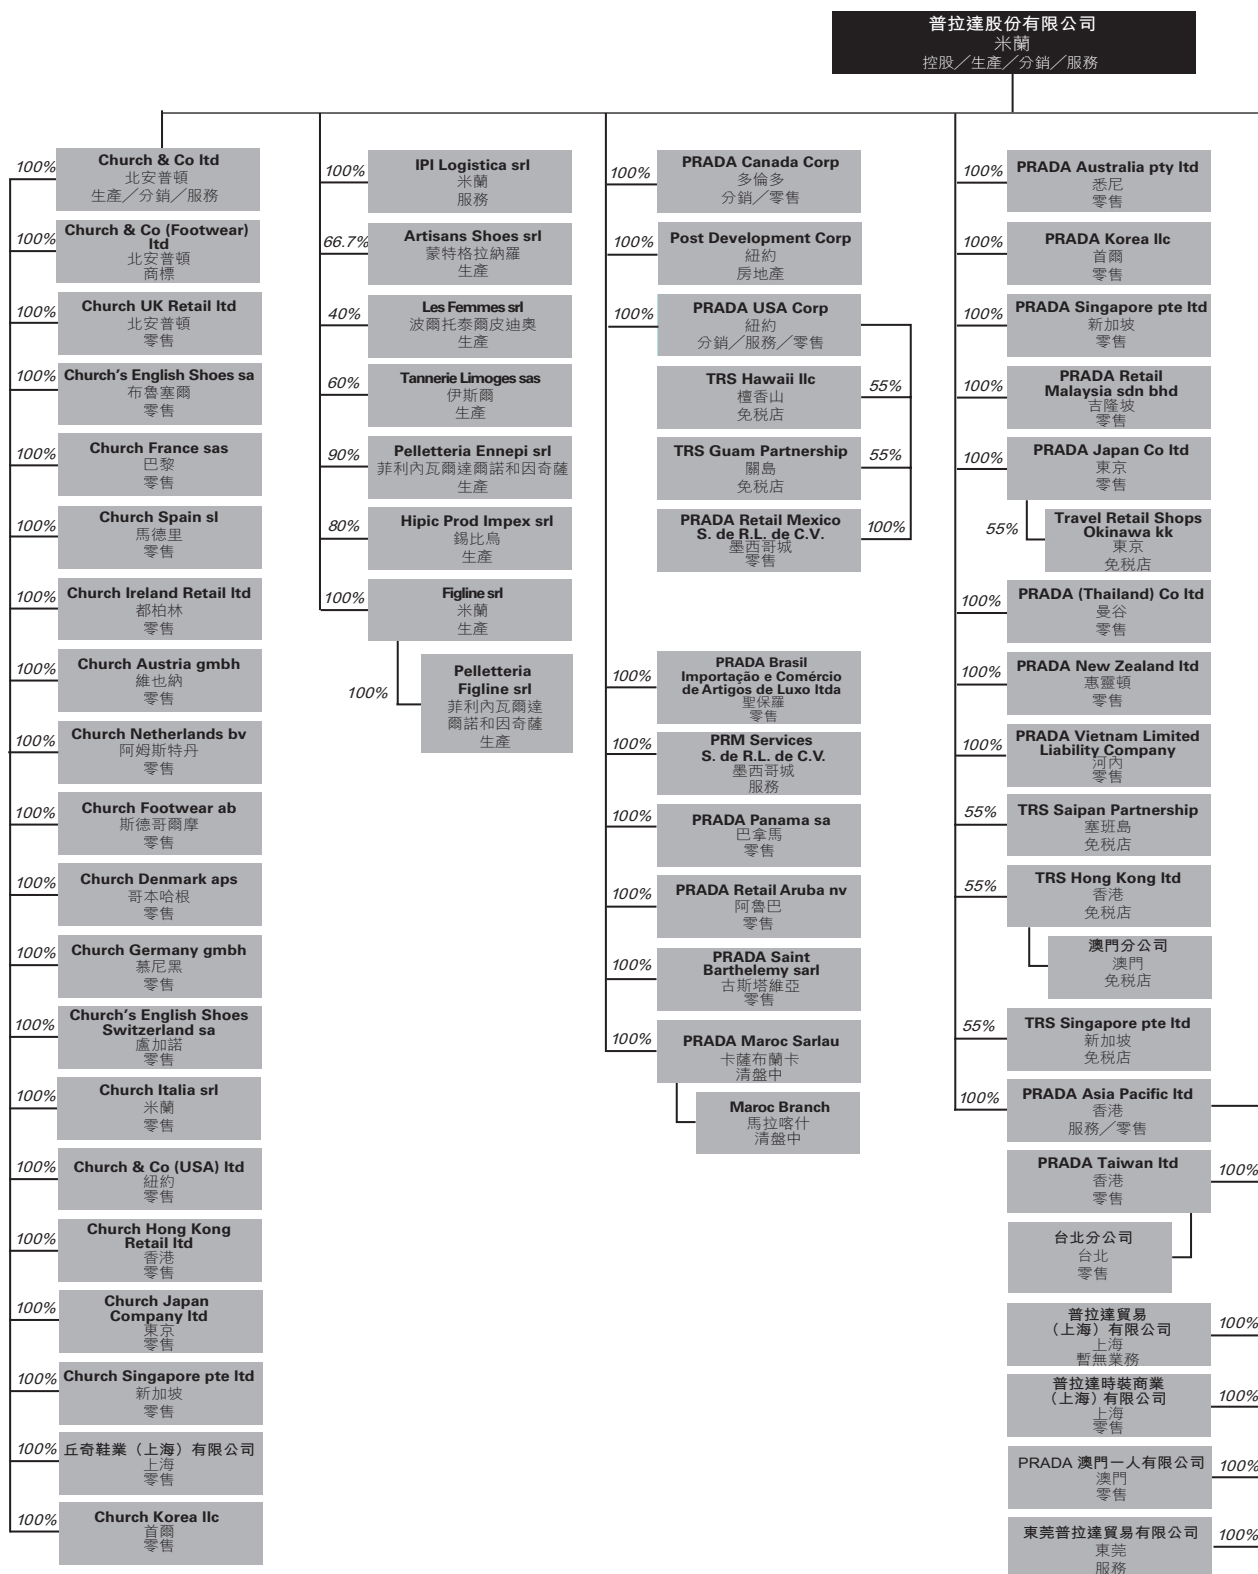 普拉達股份有限公司
米蘭
控股╱生產╱分銷╱服務
100%
Church & Co ltd
北安普頓
生產╱分銷╱服務
100%
Church & Co (Footwear)
ltd
北安普頓
商標
100%
Church UK Retail ltd
北安普頓
零售
100%
Church's English Shoes sa
布魯塞爾
零售
100%
Church France sas
巴黎
零售
100%
Church Spain sl
馬德里
零售
100%
Church Ireland Retail ltd
都柏林
零售
100%
Church Austria gmbh
維也納
零售
100%
Church Netherlands bv
阿姆斯特丹
零售
100%
Church Footwear ab
斯德哥爾摩
零售
100%
Church Denmark aps
哥本哈根
零售
100%
Church Germany gmbh
慕尼黑
零售
100%
Church's English Shoes
Switzerland sa
盧加諾
零售
100%
Church Italia srl
米蘭
零售
100%
Church & Co (USA) ltd
紐約
零售
100%
Church Hong Kong
Retail ltd
香港
零售
100%
Church Japan
Company ltd
東京
零售
100%
Church Singapore pte ltd
新加坡
零售
100%
丘奇鞋業（上海）有限公司
上海
零售
100%
Church Korea llc
首爾
零售
100%
IPI Logistica srl
米蘭
服務
66.7%
Artisans Shoes srl
蒙特格拉納羅
生產
40%
Les Femmes srl
波爾托泰爾皮迪奧
生產
60%
Tannerie Limoges sas
伊斯爾
生產
90%
Pelletteria Ennepi srl
菲利內瓦爾達爾諾和因奇薩
生產
80%
Hipic Prod Impex srl
錫比烏
生產
100%
Figline srl
米蘭
生產
100%
Pelletteria
Figline srl
菲利內瓦爾達
爾諾和因奇薩
生產
100%
PRADA Canada Corp
多倫多
分銷╱零售
100%
Post Development Corp
紐約
房地產
100%
PRADA USA Corp
紐約
分銷╱服務╱零售
TRS Hawaii llc
檀香山
免税店
55%
TRS Guam Partnership
關島
免税店
55%
PRADA Retail Mexico
S. de R.L. de C.V.
墨西哥城
零售
100%
100%
PRADA Brasil
Importação e Comércio
de Artigos de Luxo ltda
聖保羅
零售
100%
PRM Services
S. de R.L. de C.V.
墨西哥城
服務
100%
PRADA Panama sa
巴拿馬
零售
100%
PRADA Retail Aruba nv
阿魯巴
零售
100%
PRADA Saint
Barthelemy sarl
古斯塔維亞
零售
100%
PRADA Maroc Sarlau
卡薩布蘭卡
清盤中
Maroc Branch
馬拉喀什
清盤中
100%
PRADA Australia pty ltd
悉尼
零售
100%
PRADA Korea llc
首爾
零售
100%
PRADA Singapore pte ltd
新加坡
零售
100%
PRADA Retail
Malaysia sdn bhd
吉隆坡
零售
100%
PRADA Japan Co ltd
東京
零售
55%
Travel Retail Shops
Okinawa kk
東京
免税店
100%
PRADA (Thailand) Co ltd
曼谷
零售
100%
PRADA New Zealand ltd
惠靈頓
零售
100%
PRADA Vietnam Limited
Liability Company
河內
零售
55%
TRS Saipan Partnership
塞班島
免税店
55%
TRS Hong Kong ltd
香港
免税店
澳門分公司
澳門
免税店
55%
TRS Singapore pte ltd
新加坡
免税店
100%
PRADA Asia Pacific ltd
香港
服務╱零售
PRADA Taiwan ltd
香港
零售
100%
台北分公司
台北
零售
普拉達貿易
（上海）有限公司
上海
暫無業務
100%
普拉達時裝商業
（上海）有限公司
上海
零售
100%
PRADA 澳門一人有限公司
澳門
零售
100%
東莞普拉達貿易有限公司
東莞
服務
100%